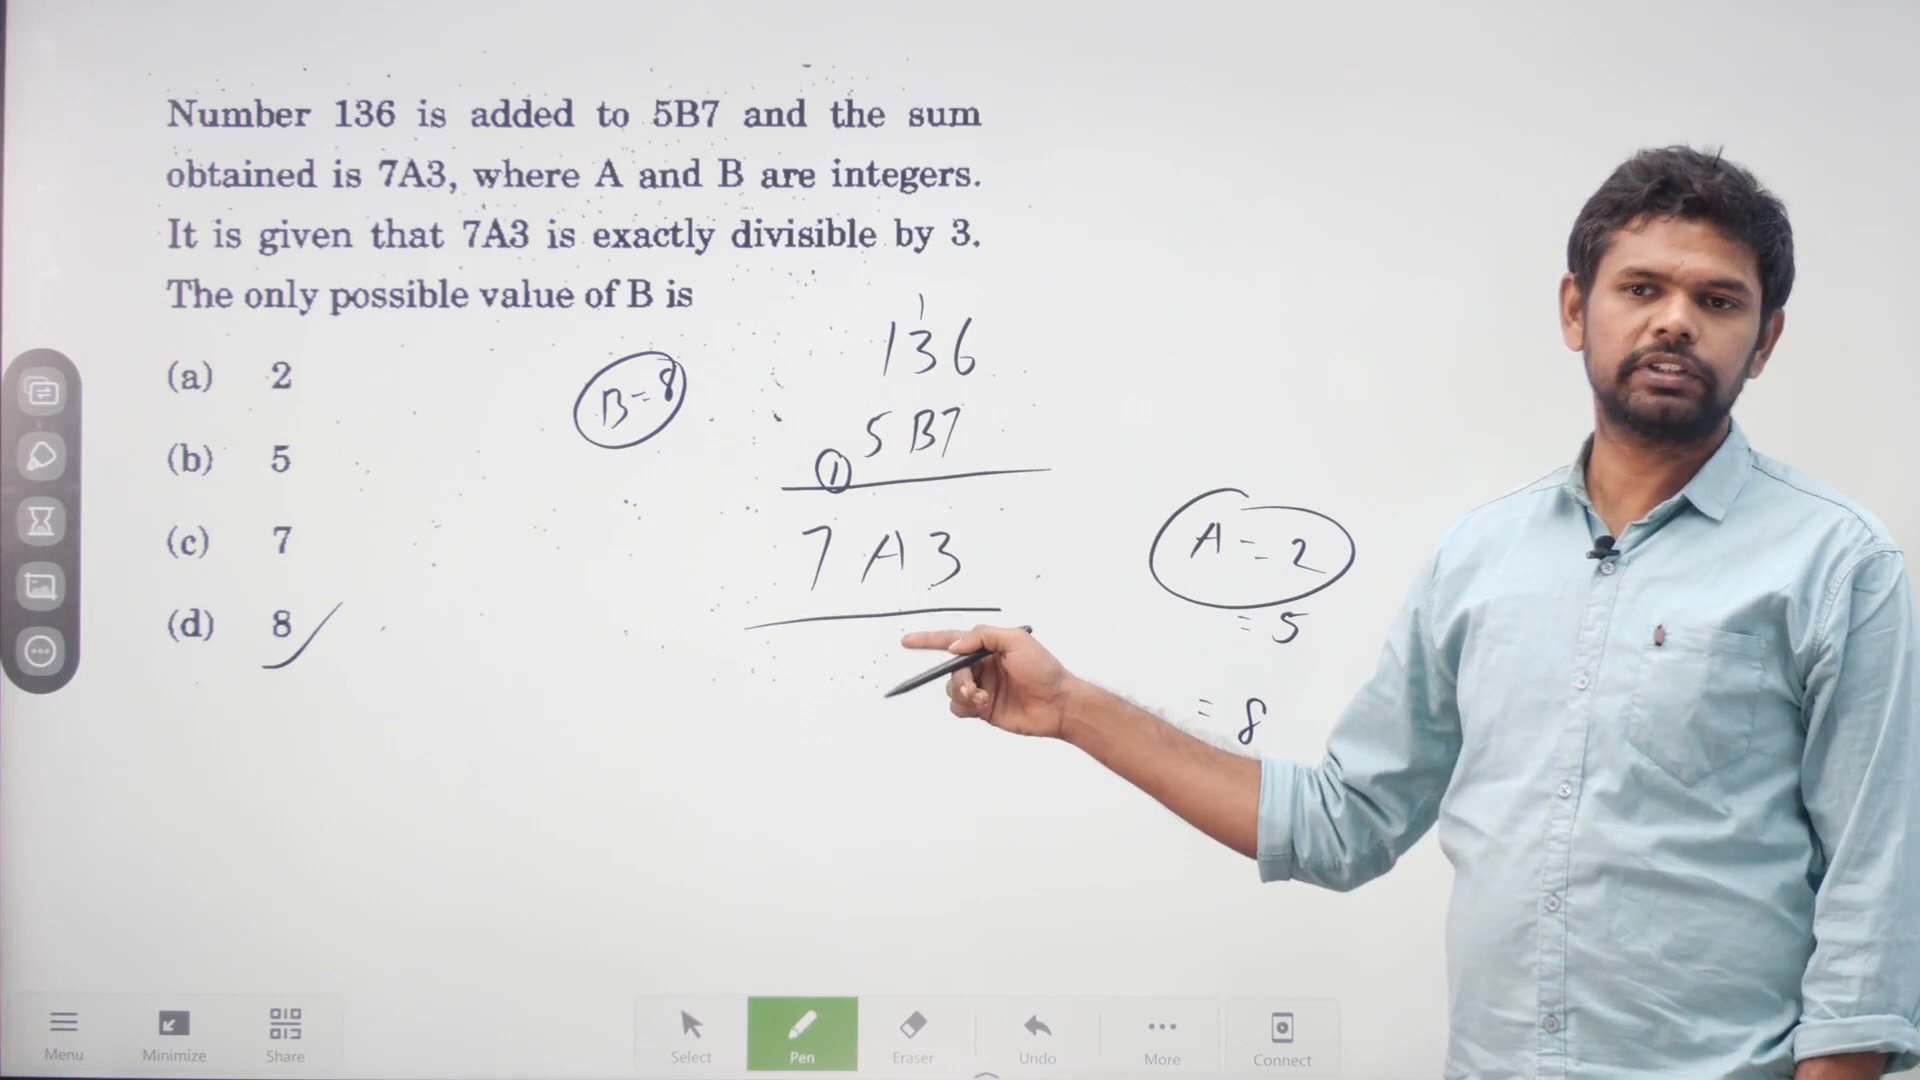 Number 136 is added to 5B7 and the sum
obtained is 7A3, where A and B are integers.
It is given that 7A3 is exactly divisible by 3.
The only possible value of B is
(a) 2
(b) 5
(c) 7
(d) 8
B=8
1
136
5B7
1
7A3
A=2
=5
=8
Menu
Minimize
Share
Select
Pen
Eraser
Undo
More
Connect